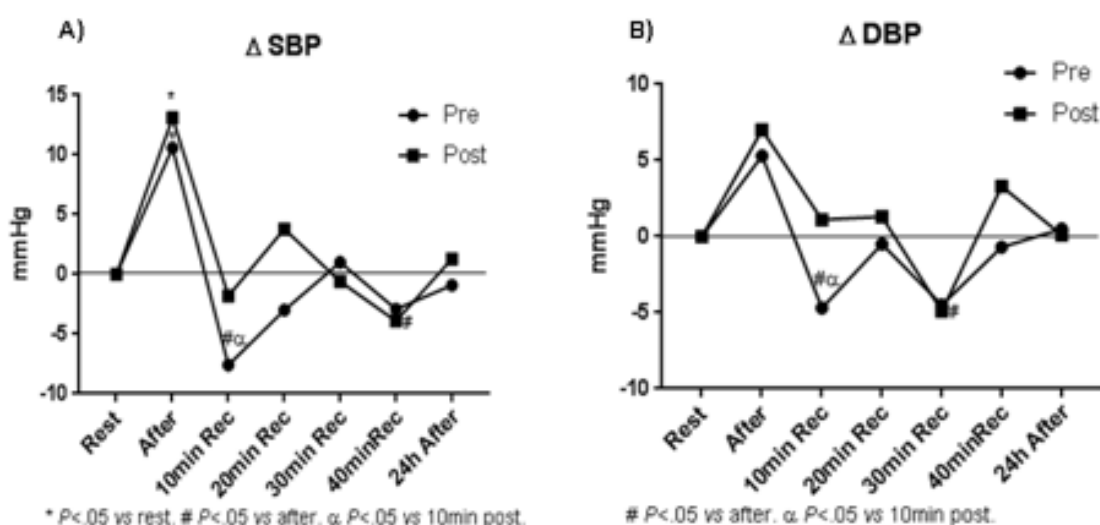 A)
Δ SBP
15
10
5
0
-5
-10
mmHg
*
*
#α
#
Pre
Post
Rest
After
10min Rec
20min Rec
30min Rec
40minRec
24h After
* P<.05 vs rest. # P<.05 vs after. α P<.05 vs 10min post.
B)
Δ DBP
10
5
0
-5
-10
mmHg
#α
#
Pre
Post
Rest
After
10min Rec
20min Rec
30min Rec
40minRec
24h After
# P<.05 vs after. α P<.05 vs 10min post.